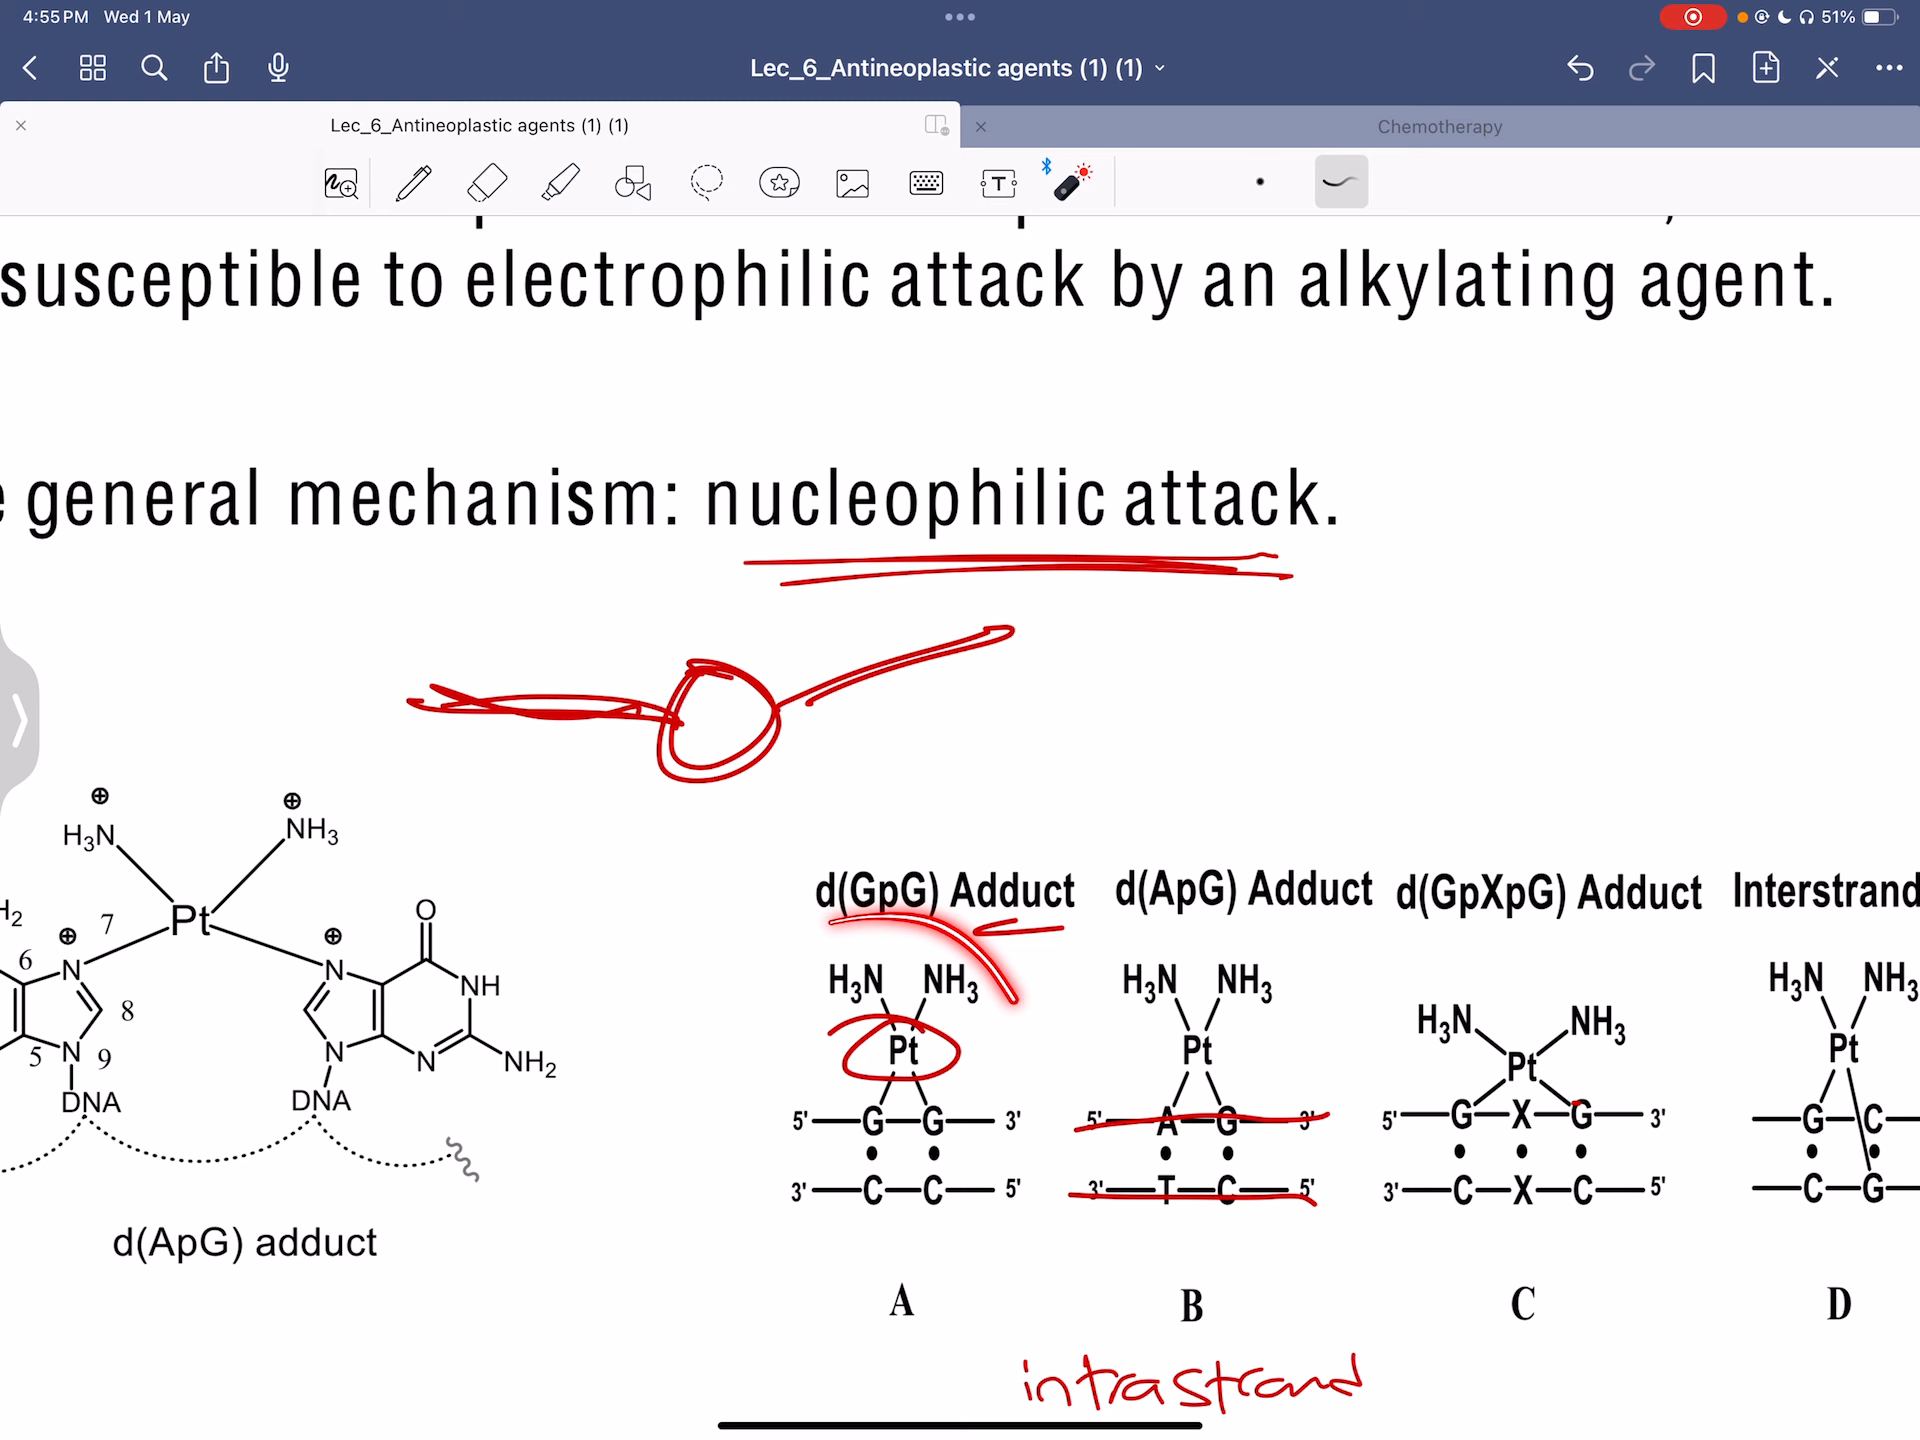 4:55 PM Wed 1 May
51%
Lec_6_Antineoplastic agents (1) (1)
Lec_6_Antineoplastic agents (1) (1)
Chemotherapy
T
susceptible to electrophilic attack by an alkylating agent.
general mechanism: nucleophilic attack.
⊕ ⊕
H₃N NH₃
Pt
7
⊕ ⊕
O
6 N N NH
8
5 N 9 N N NH₂
DNA DNA
d(ApG) adduct
d(GpG) Adduct d(ApG) Adduct d(GpXpG) Adduct Interstrand
H₃N NH₃ H₃N NH₃ H₃N NH₃ H₃N NH₃
Pt Pt Pt Pt
5' G G 3' 5' A G 3' 5' G X G 3' G C
3' C C 5' 3' T C 5' 3' C X C 5' C G
A B C D
intrastrand